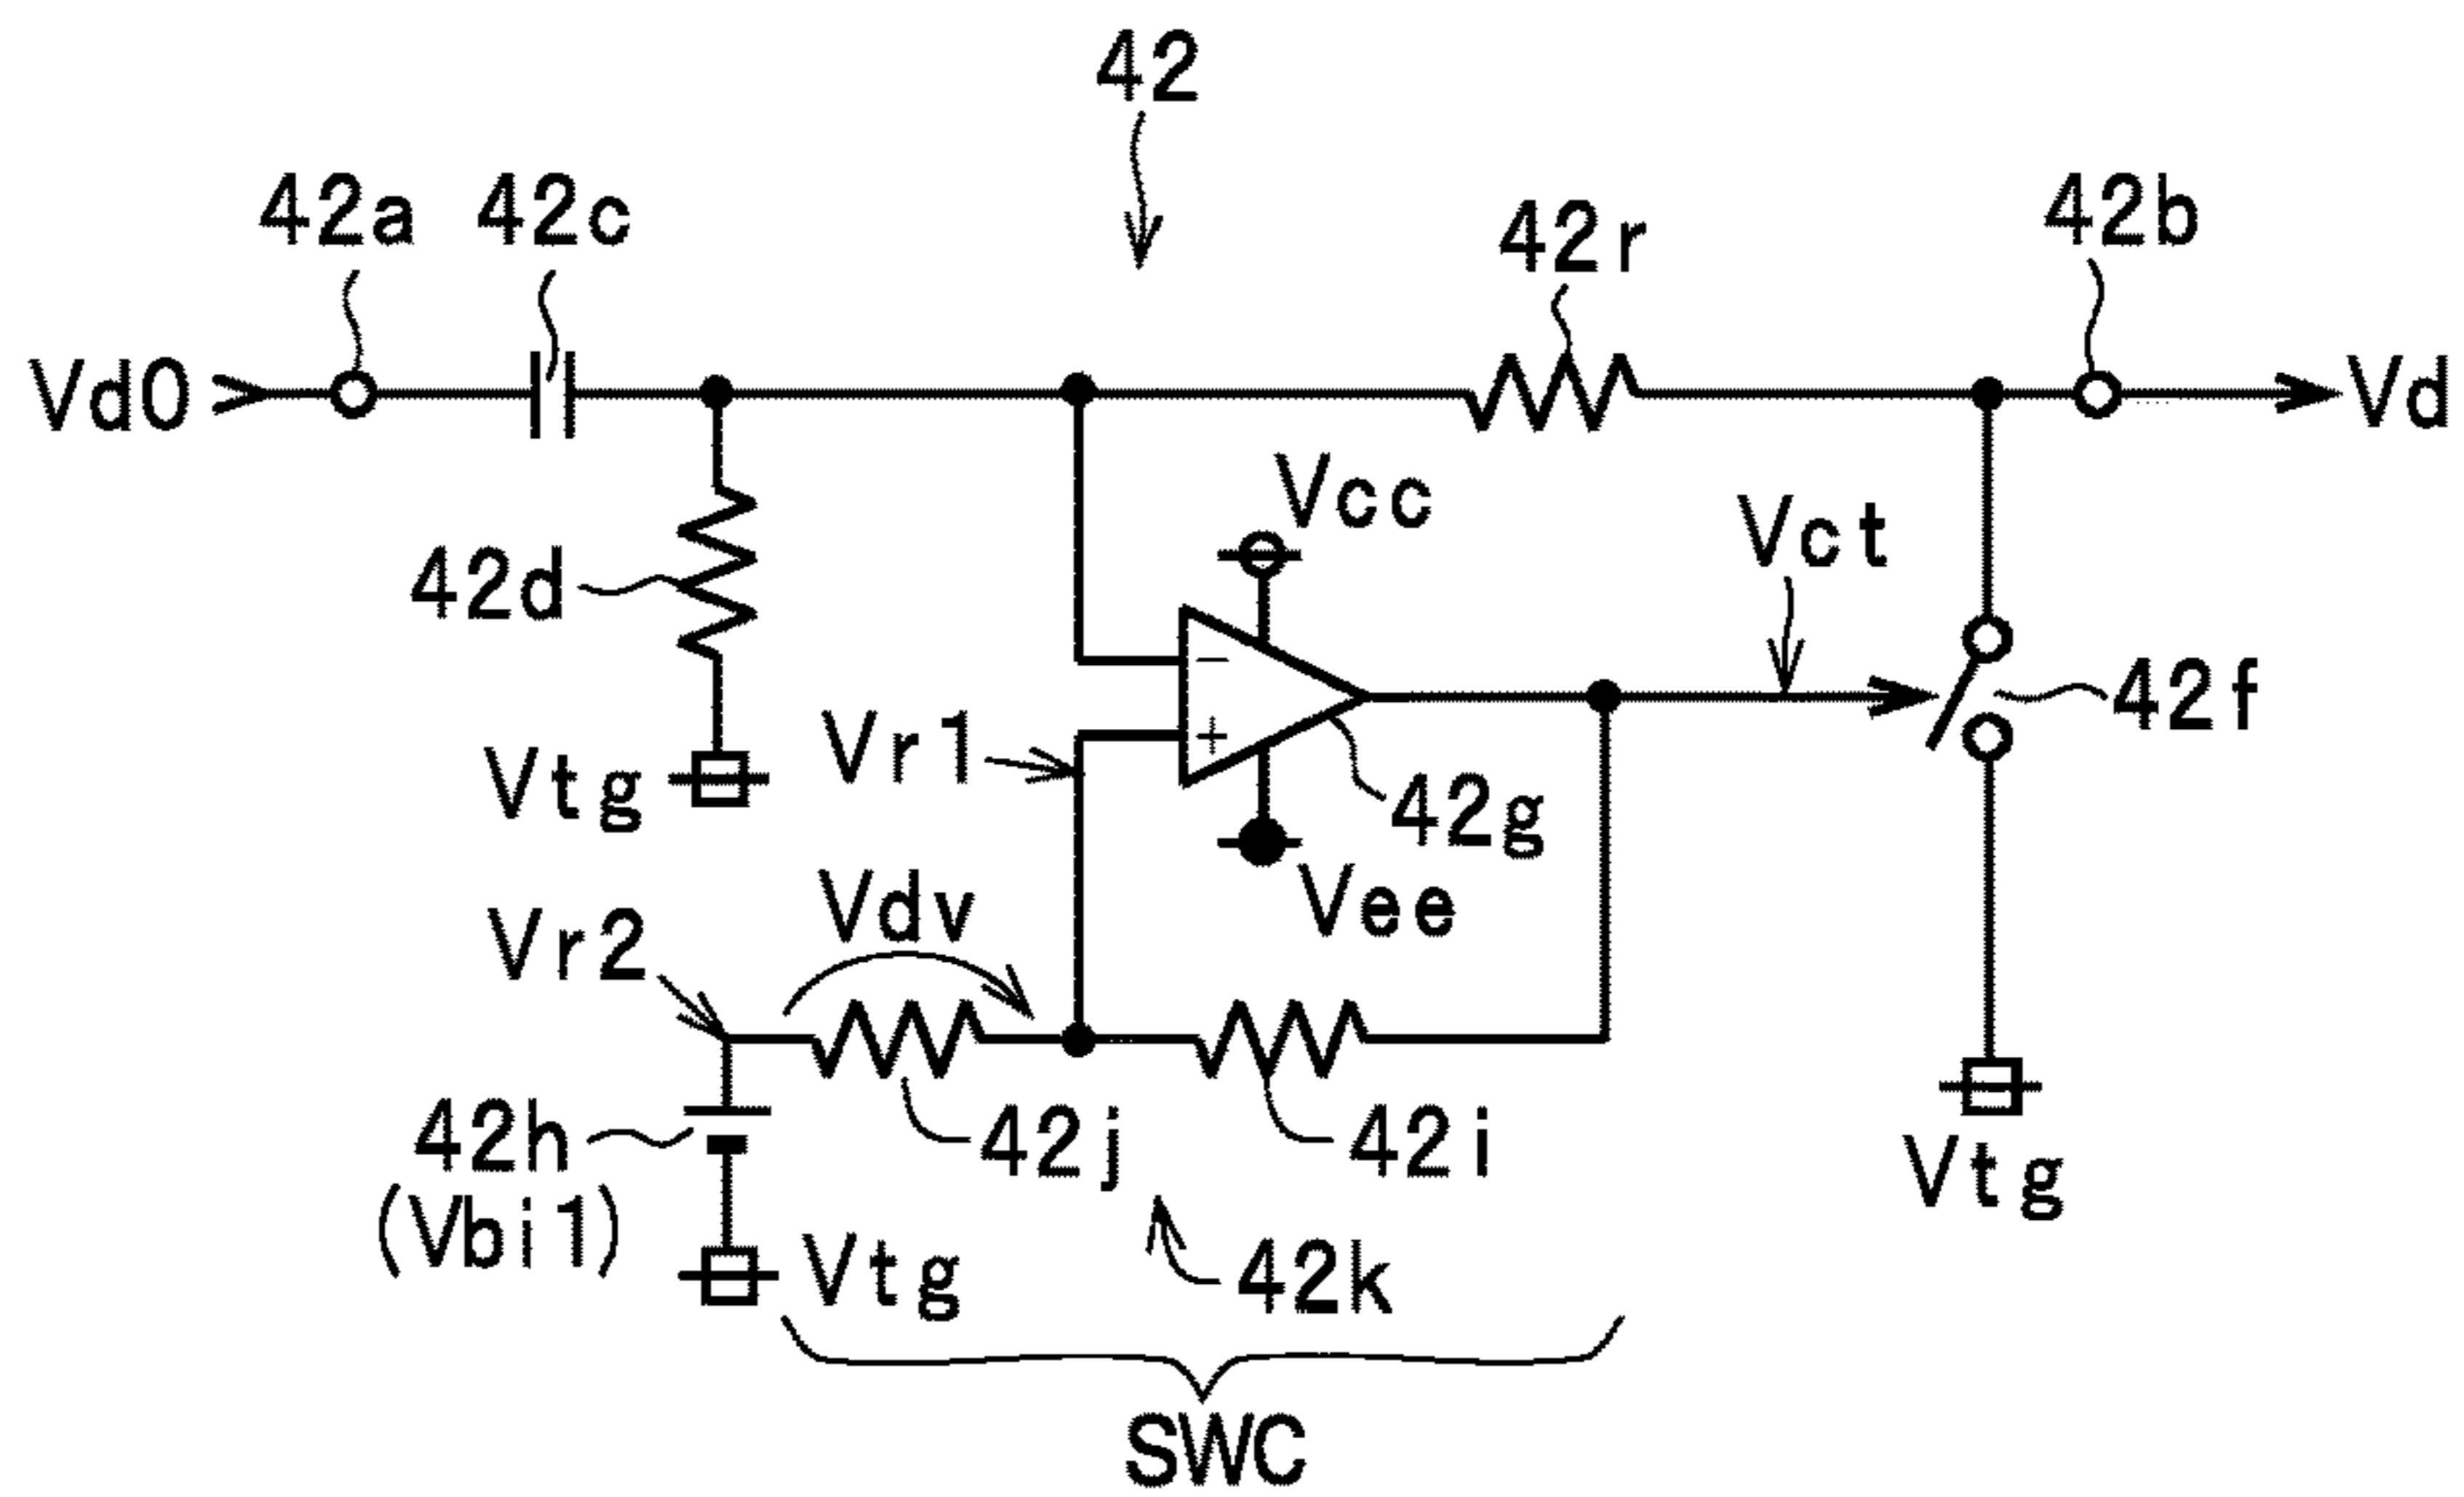 42
42a 42c 42r 42b
Vd0 Vd
Vcc
Vct
42d
−
42f
Vr1
+
Vtg
42g
Vdv
Vee
Vr2
42h
(Vbi1)
42j
42i
Vtg
Vtg
42k
SWC